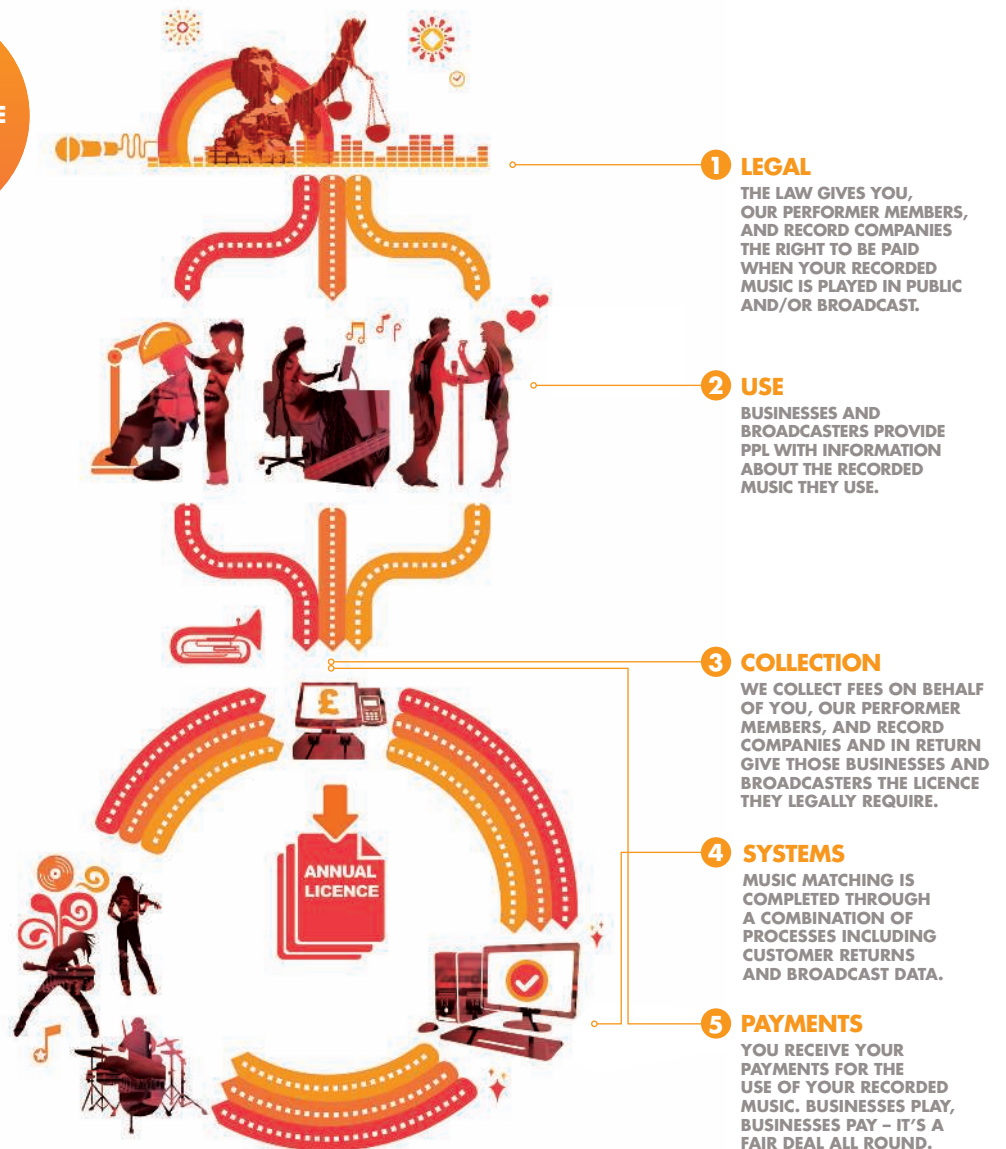 E
1 LEGAL
THE LAW GIVES YOU,
OUR PERFORMER MEMBERS,
AND RECORD COMPANIES
THE RIGHT TO BE PAID
WHEN YOUR RECORDED
MUSIC IS PLAYED IN PUBLIC
AND/OR BROADCAST.
2 USE
BUSINESSES AND
BROADCASTERS PROVIDE
PPL WITH INFORMATION
ABOUT THE RECORDED
MUSIC THEY USE.
£
ANNUAL
LICENCE
3 COLLECTION
WE COLLECT FEES ON BEHALF
OF YOU, OUR PERFORMER
MEMBERS, AND RECORD
COMPANIES AND IN RETURN
GIVE THOSE BUSINESSES AND
BROADCASTERS THE LICENCE
THEY LEGALLY REQUIRE.
4 SYSTEMS
MUSIC MATCHING IS
COMPLETED THROUGH
A COMBINATION OF
PROCESSES INCLUDING
CUSTOMER RETURNS
AND BROADCAST DATA.
5 PAYMENTS
YOU RECEIVE YOUR
PAYMENTS FOR THE
USE OF YOUR RECORDED
MUSIC. BUSINESSES PLAY,
BUSINESSES PAY – IT'S A
FAIR DEAL ALL ROUND.